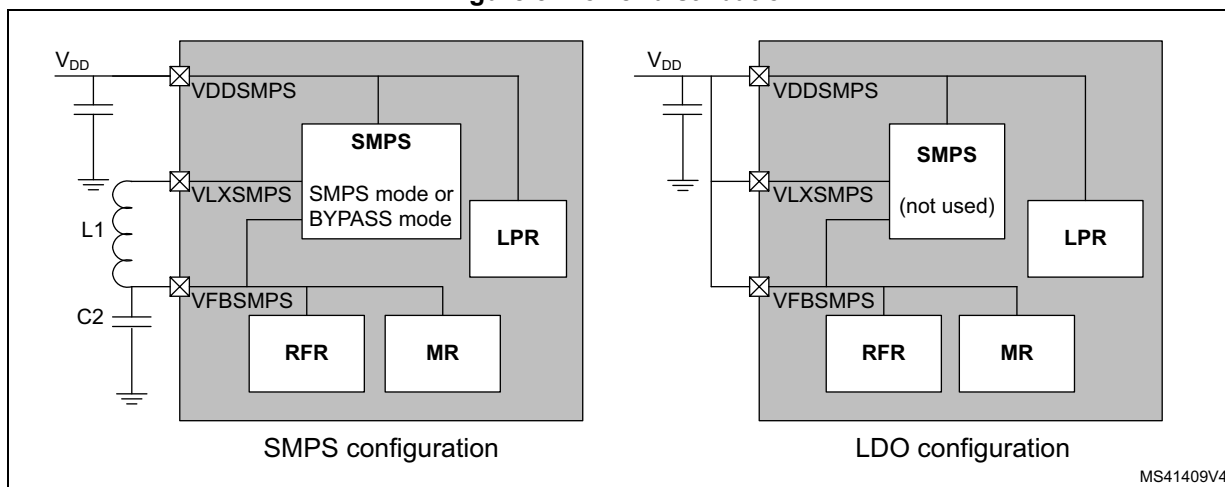 VDD
VDDSMPS
SMPS
SMPS mode or
BYPASS mode
VLXSMPS
L1
LPR
VFBSMPS
C2
RFR
MR
SMPS configuration
VDD
VDDSMPS
SMPS
(not used)
VLXSMPS
LPR
VFBSMPS
RFR
MR
LDO configuration
MS41409V4